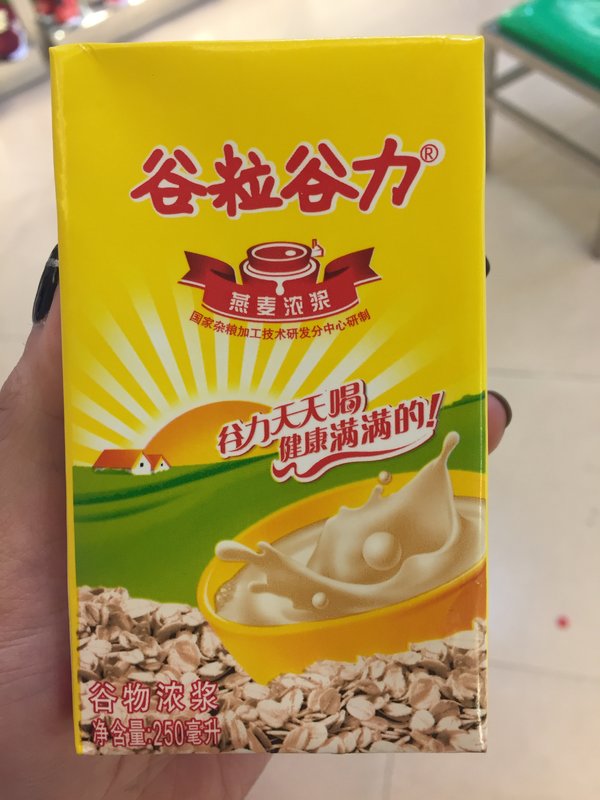 谷粒谷力®
燕麦浓浆
国家杂粮加工技术研发分中心研制
谷力天天喝
健康满满的!
谷物浓浆
净含量:250毫升